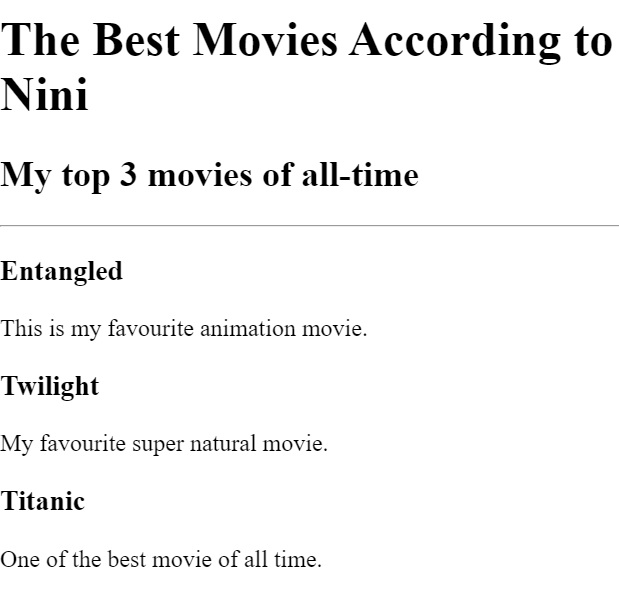 The Best Movies According to
Nini
My top 3 movies of all-time
Entangled
This is my favourite animation movie.
Twilight
My favourite super natural movie.
Titanic
One of the best movie of all time.